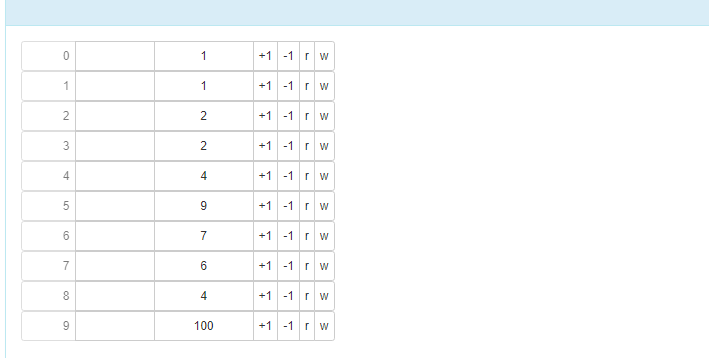 0 1 +1 -1 r w
1 1 +1 -1 r w
2 2 +1 -1 r w
3 2 +1 -1 r w
4 4 +1 -1 r w
5 9 +1 -1 r w
6 7 +1 -1 r w
7 6 +1 -1 r w
8 4 +1 -1 r w
9 100 +1 -1 r w